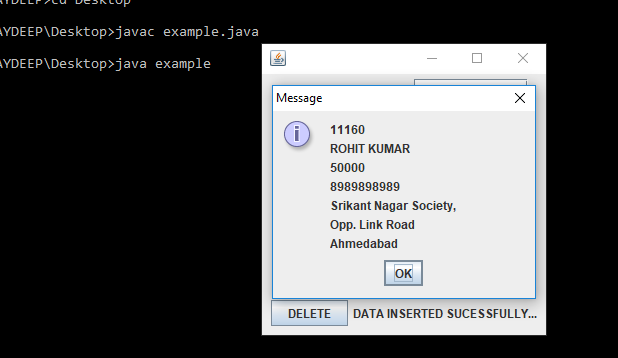 AYDEEP>cd Desktop
AYDEEP\Desktop>javac example.java
AYDEEP\Desktop>java example
Message
11160
ROHIT KUMAR
50000
8989898989
Srikant Nagar Society,
Opp. Link Road
Ahmedabad
OK
DELETE
DATA INSERTED SUCESSFULLY...